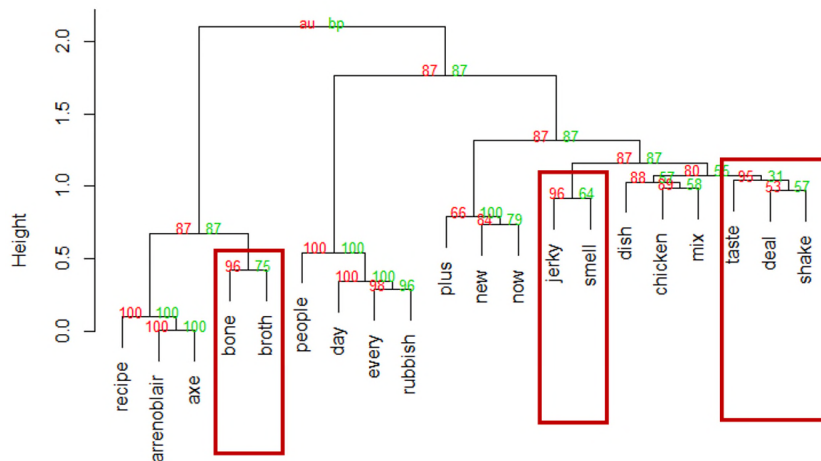 au bp
2.0
87 87
1.5
87 87
87 87
80 55
1.0
88 57
89 58
95 31
53 57
96 64
66 100
84 79
Height
87 87
0.5
96 75
100 100
100 100
98 96
0.0
100 100
100 100
recipe
arrenoblair
axe
bone
broth
people
day
every
rubbish
plus
new
now
jerky
smell
dish
chicken
mix
taste
deal
shake